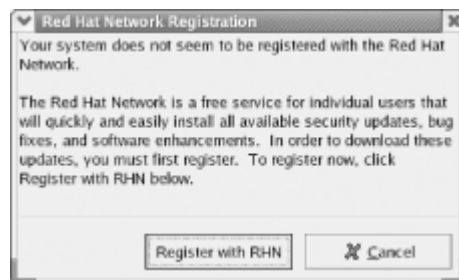 Red Hat Network Registration
Your system does not seem to be registered with the Red Hat
Network.
The Red Hat Network is a free service for individual users that
will quickly and easily install all available security updates, bug
fixes, and software enhancements. In order to download these
updates, you must first register. To register now, click
Register with RHN below.
Register with RHN
Cancel